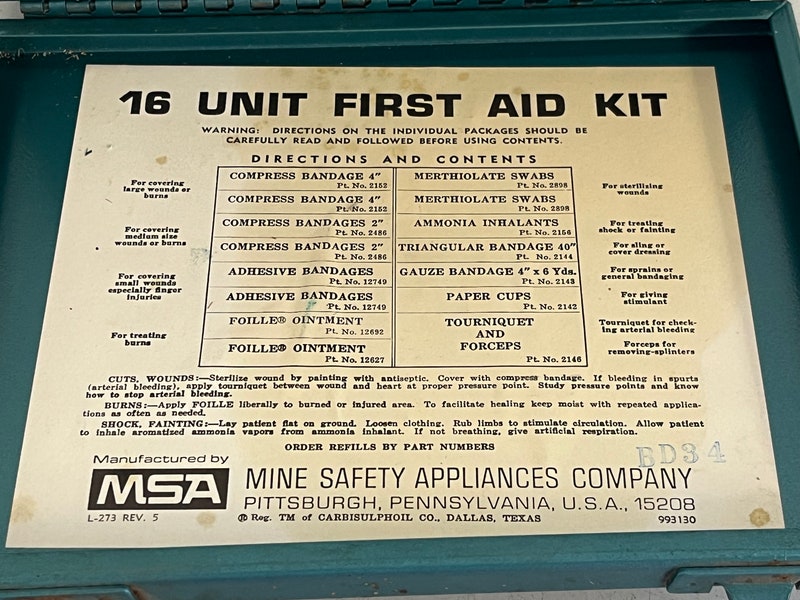 16 UNIT FIRST AID KIT
WARNING: DIRECTIONS ON THE INDIVIDUAL PACKAGES SHOULD BE
CAREFULLY READ AND FOLLOWED BEFORE USING CONTENTS.
DIRECTIONS AND CONTENTS
For covering
large wounds or
burns
COMPRESS BANDAGE 4"
Pt. No. 2152
MERTHIOLATE SWABS
Pt. No. 2898
For sterilizing
wounds
COMPRESS BANDAGE 4"
Pt. No. 2152
MERTHIOLATE SWABS
Pt. No. 2898
For covering
medium size
wounds or burns
COMPRESS BANDAGES 2"
Pt. No. 2486
AMMONIA INHALANTS
Pt. No. 2156
For treating
shock or fainting
COMPRESS BANDAGES 2"
Pt. No. 2486
TRIANGULAR BANDAGE 40"
Pt. No. 2144
For sling or
cover dressing
For covering
small wounds
especially finger
injuries
ADHESIVE BANDAGES
Pt. No. 12749
GAUZE BANDAGE 4" x 6 Yds.
Pt. No. 2143
For sprains or
general bandaging
ADHESIVE BANDAGES
Pt. No. 12749
PAPER CUPS
Pt. No. 2142
For giving
stimulant
For treating
burns
FOILLE® OINTMENT
Pt. No. 12692
FOILLE® OINTMENT
Pt. No. 12627
TOURNIQUET
AND
FORCEPS
Pt. No. 2146
Tourniquet for check-
ing arterial bleeding
Forceps for
removing-splinters
CUTS, WOUNDS:—Sterilize wound by painting with antiseptic. Cover with compress bandage. If bleeding in spurts
(arterial bleeding), apply tourniquet between wound and heart at proper pressure point. Study pressure points and know
how to stop arterial bleeding.
BURNS:—Apply FOILLE liberally to burned or injured area. To facilitate healing keep moist with repeated applica-
tions as often as needed.
SHOCK, FAINTING:—Lay patient flat on ground. Loosen clothing. Rub limbs to stimulate circulation. Allow patient
to inhale aromatized ammonia vapors from ammonia inhalant. If not breathing, give artificial respiration.
ORDER REFILLS BY PART NUMBERS
BD34
Manufactured by
MSA
MINE SAFETY APPLIANCES COMPANY
PITTSBURGH, PENNSYLVANIA, U.S.A., 15208
L-273 REV. 5
® Reg. TM of CARBISULPHOIL CO., DALLAS, TEXAS
993130